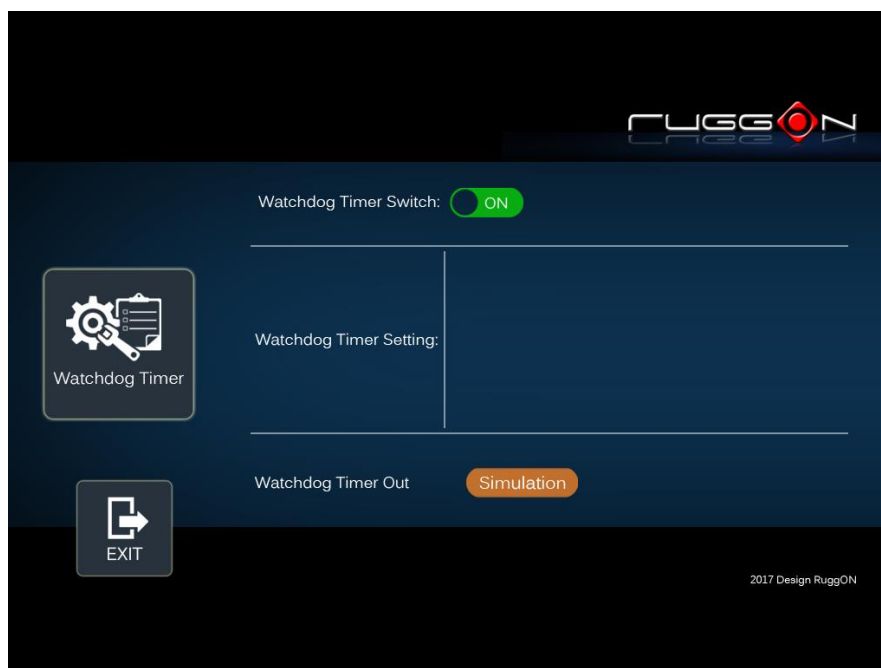 ruggON
Watchdog Timer Switch: ON
Watchdog Timer Setting:
Watchdog Timer
Watchdog Timer Out Simulation
EXIT
2017 Design RuggON